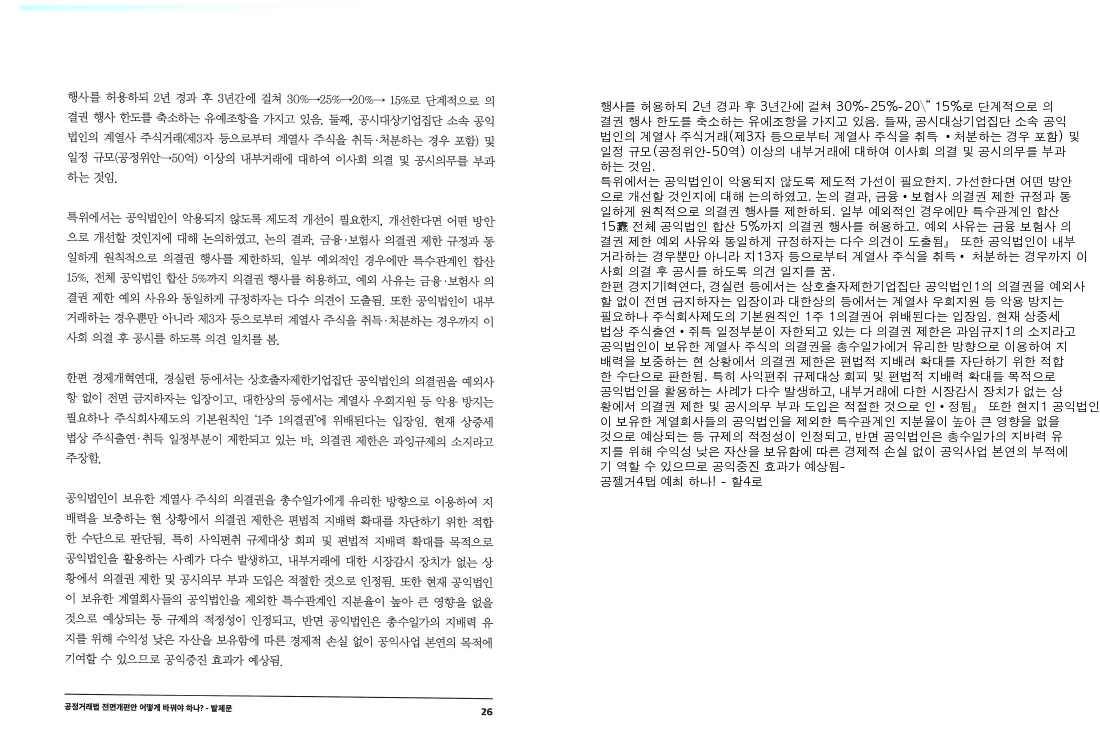 행사를 허용하되 2년 경과 후 3년간에 걸쳐 30%→25%→20%→ 15%로 단계적으로 의
결권 행사 한도를 축소하는 유예조항을 가지고 있음. 둘째, 공시대상기업집단 소속 공익
법인의 계열사 주식거래(제3자 등으로부터 계열사 주식을 취득·처분하는 경우 포함) 및
일정 규모(공정위안→50억) 이상의 내부거래에 대하여 이사회 의결 및 공시의무를 부과
하는 것임.
특위에서는 공익법인이 악용되지 않도록 제도적 개선이 필요한지, 개선한다면 어떤 방안
으로 개선할 것인지에 대해 논의하였고, 논의 결과, 금융·보험사 의결권 제한 규정과 동
일하게 원칙적으로 의결권 행사를 제한하되, 일부 예외적인 경우에만 특수관계인 합산
15%, 전체 공익법인 합산 5%까지 의결권 행사를 허용하고, 예외 사유는 금융·보험사 의
결권 제한 예외 사유와 동일하게 규정하자는 다수 의견이 도출됨. 또한 공익법인이 내부
거래하는 경우뿐만 아니라 제3자 등으로부터 계열사 주식을 취득·처분하는 경우까지 이
사회 의결 후 공시를 하도록 의견 일치를 봄.
한편 경제개혁연대, 경실련 등에서는 상호출자제한기업집단 공익법인의 의결권을 예외사
항 없이 전면 금지하자는 입장이고, 대한상의 등에서는 계열사 우회지원 등 악용 방지는
필요하나 주식회사제도의 기본원칙인 '1주 1의결권'에 위배된다는 입장임. 현재 상증세
법상 주식출연·취득 일정부분이 제한되고 있는 바, 의결권 제한은 과잉규제의 소지라고
주장함.
공익법인이 보유한 계열사 주식의 의결권을 총수일가에게 유리한 방향으로 이용하여 지
배력을 보충하는 현 상황에서 의결권 제한은 편법적 지배력 확대를 차단하기 위한 적합
한 수단으로 판단됨. 특히 사익편취 규제대상 회피 및 편법적 지배력 확대를 목적으로
공익법인을 활용하는 사례가 다수 발생하고, 내부거래에 대한 시장감시 장치가 없는 상
황에서 의결권 제한 및 공시의무 부과 도입은 적절한 것으로 인정됨. 또한 현재 공익법인
이 보유한 계열회사들의 공익법인을 제외한 특수관계인 지분율이 높아 큰 영향을 없을
것으로 예상되는 등 규제의 적정성이 인정되고, 반면 공익법인은 총수일가의 지배력 유
지를 위해 수익성 낮은 자산을 보유함에 따른 경제적 손실 없이 공익사업 본연의 목적에
기여할 수 있으므로 공익증진 효과가 예상됨.
공정거래법 전면개편안 어떻게 바꿔야 하나? - 발제문
26
행사를 허용하되 2년 경과 후 3년간에 걸쳐 30%-25%-20\“ 15%로 단계적으로 의
결권 행사 한도를 축소하는 유에조항을 가지고 있음. 들짜, 공시대상기업집단 소속 공익
법인의 계열사 주식거래(제3자 등으로부터 계열사 주식을 취득 •처분하는 경우 포함) 및
일정 규모(공정위안-50역) 이상의 내부거래에 대하여 이사회 의결 및 공시의무를 부과
하는 것임.
특위에서는 공익법인이 악용되지 않도록 제도적 가선이 필요한지. 가선한다면 어떤 방안
으로 개선할 것인지에 대해 논의하였고. 논의 결과, 금융 • 보협사 의결권 제한 규정과 동
일하게 원칙적으로 의결권 행사를 제한하되. 일부 예외적인 경우에만 특수관계인 합산
15 전체 공익법인 합산 5%까지 의결권 행사를 허용하고. 예외 사유는 금융 보험사 의
결권 제한 예외 사유와 동일하게 규정하자는 다수 의견이 도출됨』 또한 공익법인이 내부
거라하는 경우뿐만 아니라 지13자 등으로부터 계열사 주식을 취득 • 처분하는 경우까지 이
사회 의결 후 공시를 하도록 의견 일지를 꿈.
한편 경지기|혁연다, 경실련 등에서는 상호출자제한기업집단 공익법인1의 의결권을 예외사
할 없이 전면 금지하자는 입장이과 대한상의 등에서는 계열사 우회지원 등 악용 방지는
필요하나 주식회사제도의 기본원칙인 1주 1의결권어 위배된다는 입장임. 현재 상중세
법상 주식출연 • 쥐특 일정부분이 자한되고 있는 다 의결권 제한은 과임규지1의 소지라고
공익법인이 보유한 계열사 주식의 의결권을 총수일가에거 유리한 방향으로 이용하여 지
배력을 보중하는 현 상황에서 의결권 제한은 편법적 지배려 확대를 자단하기 위한 적합
한 수단으로 판한됨. 특히 사익편쥐 규제대상 회피 및 편법적 지배력 확대들 목적으로
공익법인을 활용하는 사례가 다수 발생하고, 내부거래에 다한 시장감시 장치가 없는 상
황에서 의결권 제한 및 공시의무 부과 도입은 적절한 것으로 인 • 정됨』 또한 현지1 공익법인
이 보유한 계열회사들의 공익법인을 제외한 특수관계인 지분율이 높아 큰 영향을 없을
것으로 예상되는 등 규제의 적정성이 인정되고, 반면 공익법인은 총수일가의 지바력 유
지를 위해 수익성 낮은 자산을 보유함에 따른 경제적 손실 없이 공익사업 본연의 부적에
기 역할 수 있으므로 공익중진 효과가 예상됨-
공젤거4탭 예최 하나! - 할4로